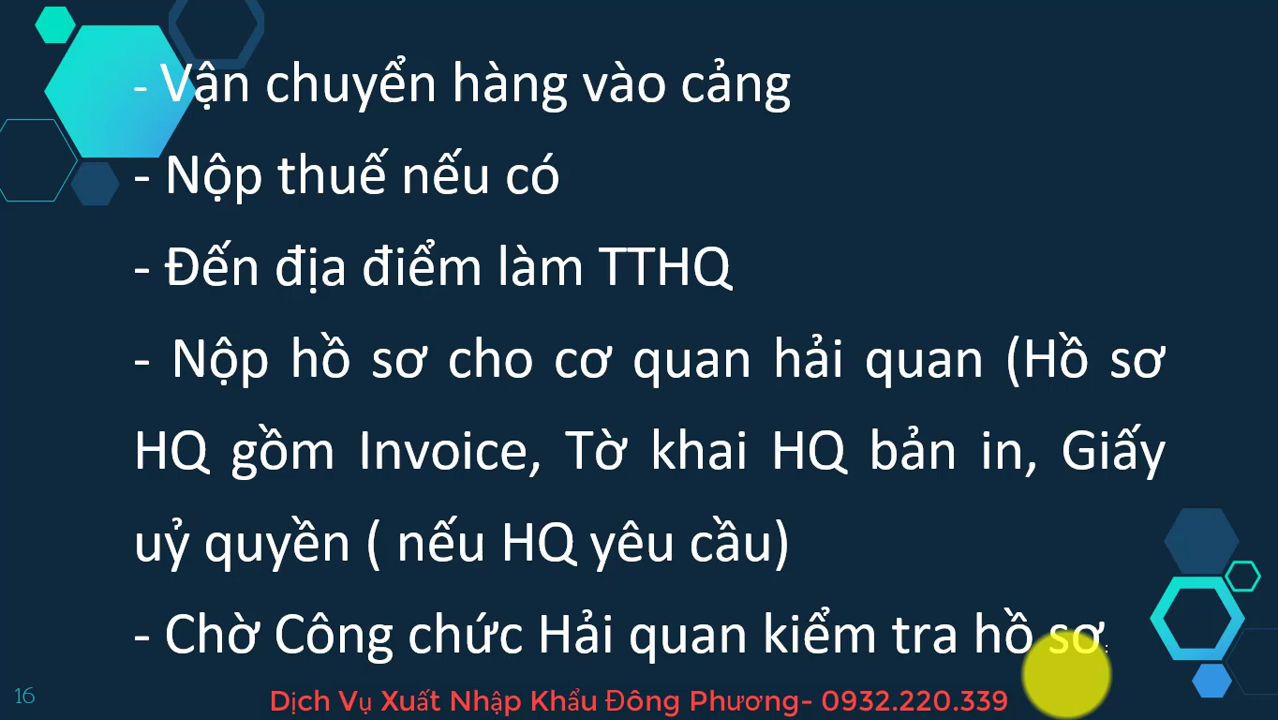 - Vận chuyển hàng vào cảng
- Nộp thuế nếu có
- Đến địa điểm làm TTHQ
- Nộp hồ sơ cho cơ quan hải quan (Hồ sơ
HQ gồm Invoice, Tờ khai HQ bản in, Giấy
uỷ quyền ( nếu HQ yêu cầu)
- Chờ Công chức Hải quan kiểm tra hồ sơ.
16
Dịch Vụ Xuất Nhập Khẩu Đông Phương- 0932.220.339